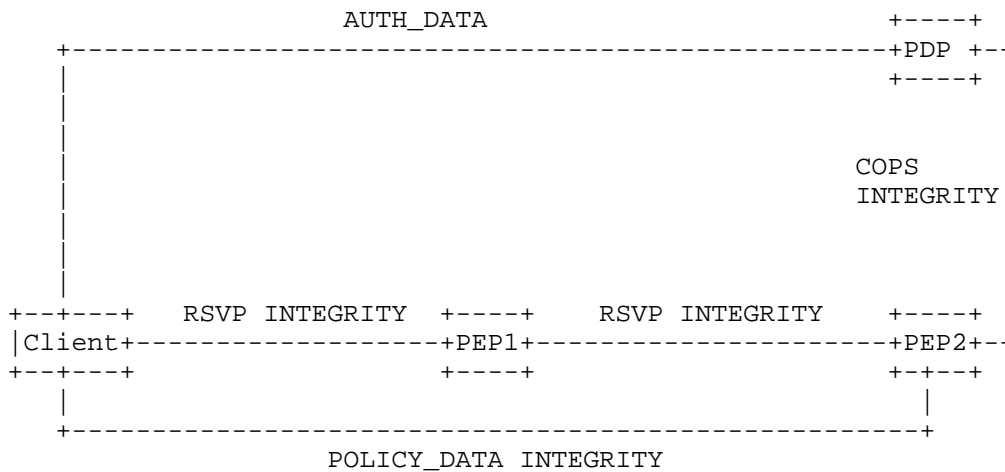 AUTH_DATA +----+
+---------------------------------------------------+PDP +--
| +----+
|
|
| COPS
| INTEGRITY
|
|
|
+--+---+ RSVP INTEGRITY +----+ RSVP INTEGRITY +----+
|Client+-------------------+PEP1+----------------------+PEP2+--
+--+---+ +----+ +-+--+
| |
+-----------------------------------------------------+
POLICY_DATA INTEGRITY